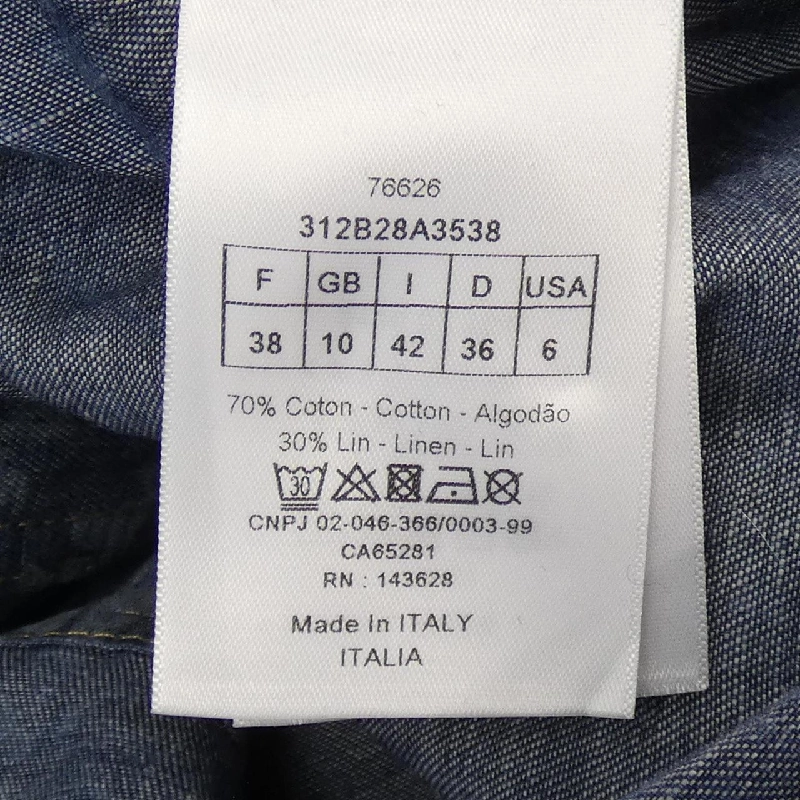 76626
312B28A3538
F GB I D USA
38 10 42 36 6
70% Coton - Cotton - Algodão
30% Lin - Linen - Lin
30
CNPJ 02-046-366/0003-99
CA65281
RN : 143628
Made In ITALY
ITALIA